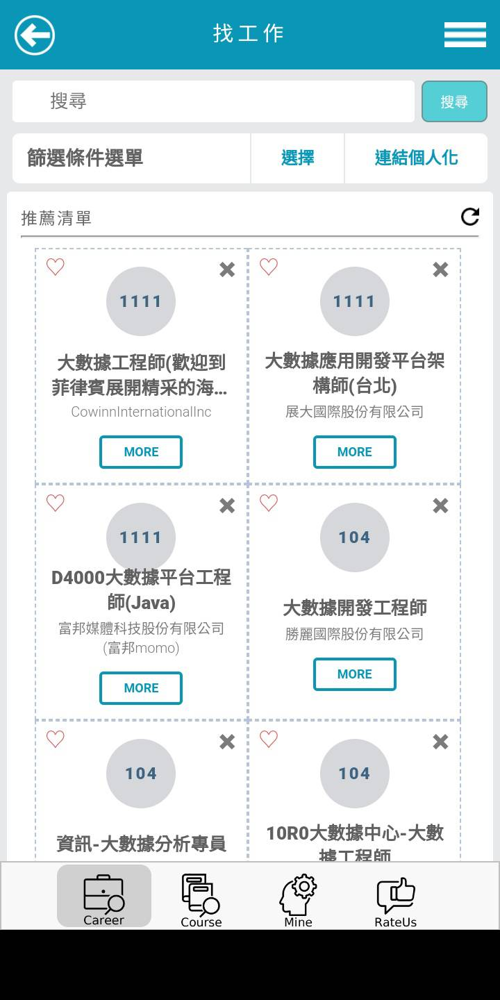 找工作
搜尋
搜尋
篩選條件選單
選擇
連結個人化
推薦清單
1111
大數據工程師(歡迎到
菲律賓展開精采的海...
CowinnInternationalInc
MORE
1111
大數據應用開發平台架
構師(台北)
展大國際股份有限公司
MORE
1111
D4000大數據平台工程
師(Java)
富邦媒體科技股份有限公司
(富邦momo)
MORE
104
大數據開發工程師
勝麗國際股份有限公司
MORE
104
資訊-大數據分析專員
104
10R0大數據中心-大數
據工程師
Career
Course
Mine
RateUs